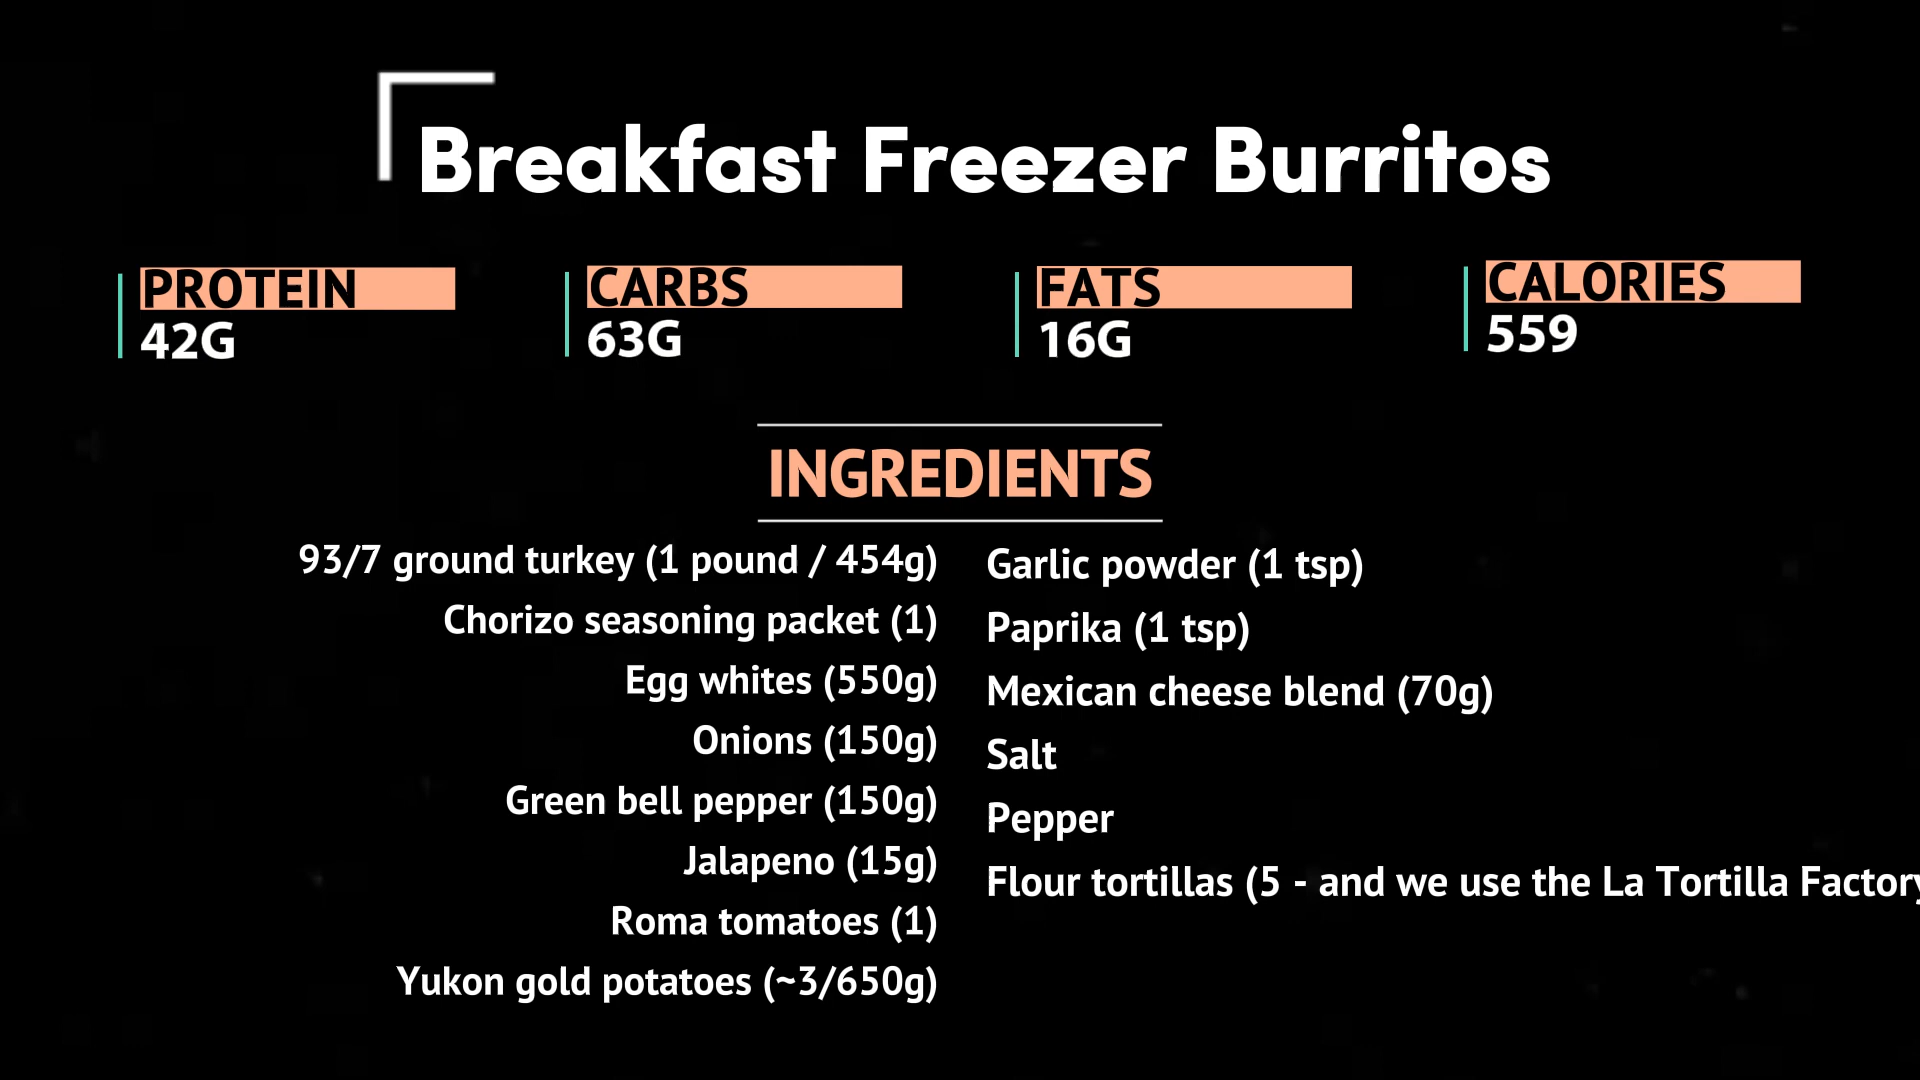 Breakfast Freezer Burritos
PROTEIN
42G
CARBS
63G
FATS
16G
CALORIES
559
INGREDIENTS
93/7 ground turkey (1 pound / 454g)
Chorizo seasoning packet (1)
Egg whites (550g)
Onions (150g)
Green bell pepper (150g)
Jalapeno (15g)
Roma tomatoes (1)
Yukon gold potatoes (~3/650g)
Garlic powder (1 tsp)
Paprika (1 tsp)
Mexican cheese blend (70g)
Salt
Pepper
Flour tortillas (5 - and we use the La Tortilla Factory